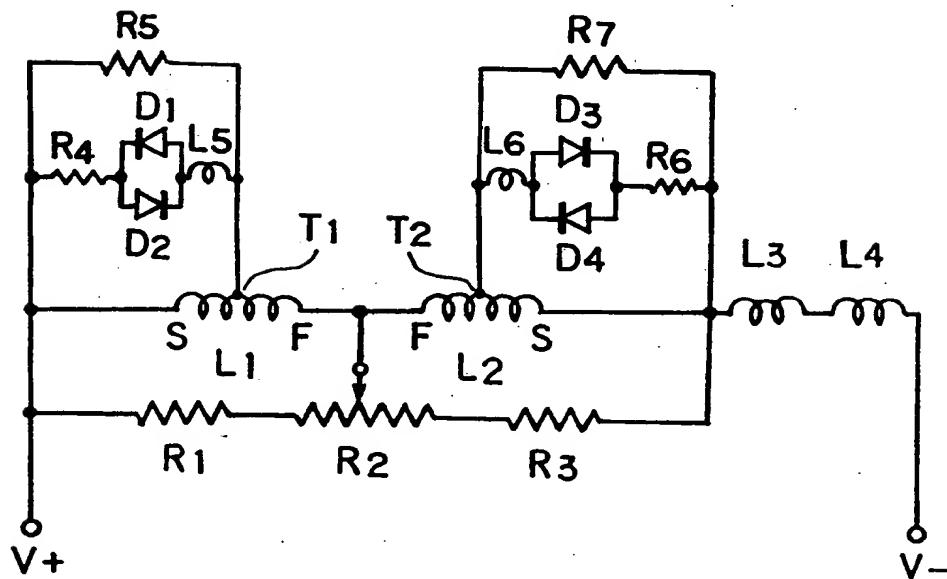 R5
R7
D1
D3
R4
L5
L6
R6
D2
D4
T1
T2
L3
L4
S
F
F
S
L1
L2
R1
R2
R3
V+
V-